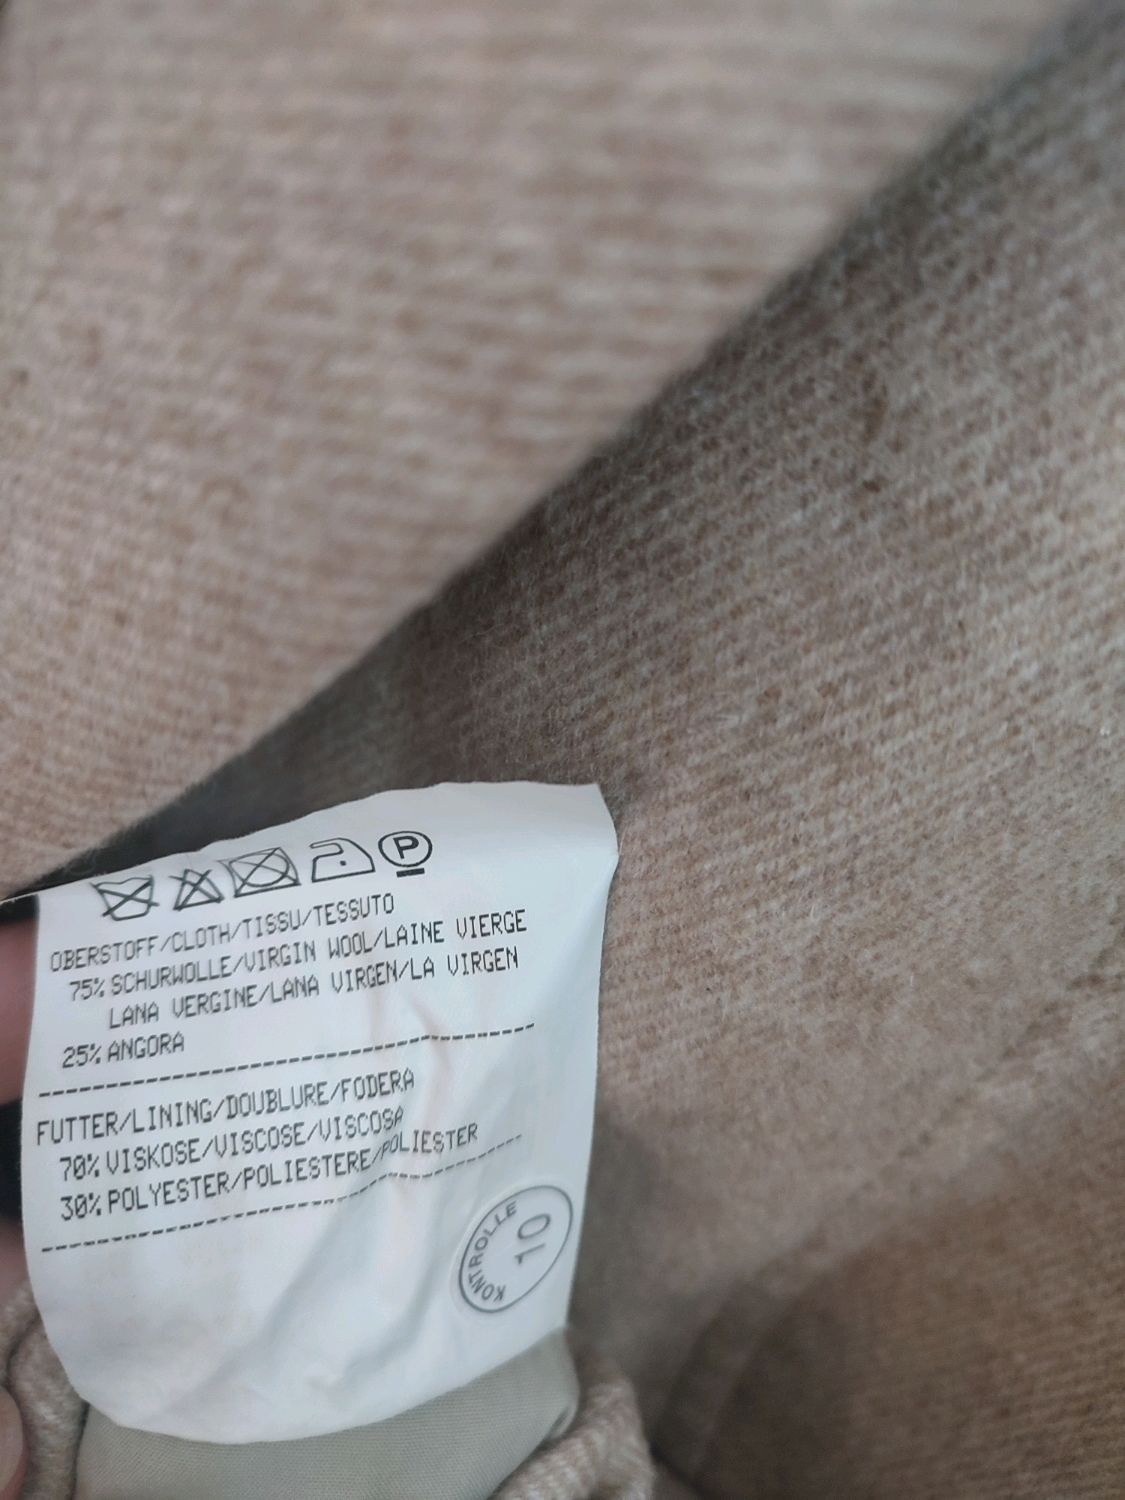 P
OBERSTOFF/CLOTH/TISSU/TESSUTO
75% SCHURWOLLE/VIRGIN WOOL/LAINE VIERGE
LANA VERGINE/LANA VIRGEN/LA VIRGEN
25% ANGORA
FUTTER/LINING/DOUBLURE/FODERA
70% VISKOSE/VISCOSE/VISCOSA
30% POLYESTER/POLIESTERE/POLIESTER
KONTROLLE
10